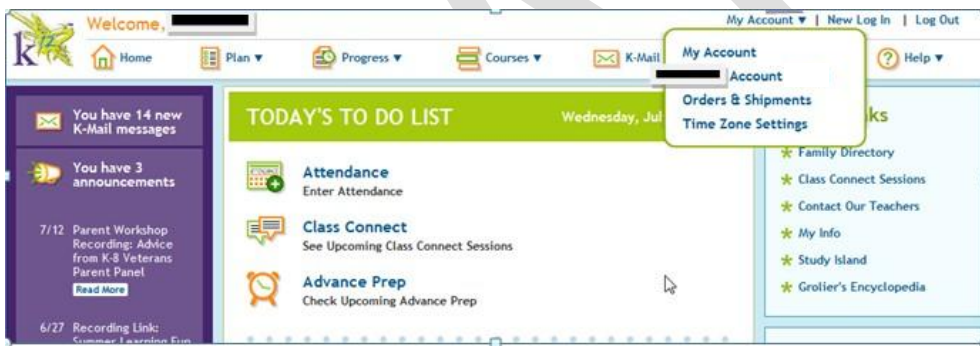 Welcome,
My Account ▼ | New Log In | Log Out
k12
Home
Plan ▼
Progress ▼
Courses ▼
K-Mail
Help ▼
My Account
Account
Orders & Shipments
Time Zone Settings
You have 14 new
K-Mail messages
You have 3
announcements
7/12 Parent Workshop
Recording: Advice
from K-8 Veterans
Parent Panel
Read More
6/27 Recording Link:
Summer Learning Fun
TODAY'S TO DO LIST
Wednesday, Jul
Attendance
Enter Attendance
Class Connect
See Upcoming Class Connect Sessions
Advance Prep
Check Upcoming Advance Prep
ks
Family Directory
Class Connect Sessions
Contact Our Teachers
My Info
Study Island
Grolier's Encyclopedia